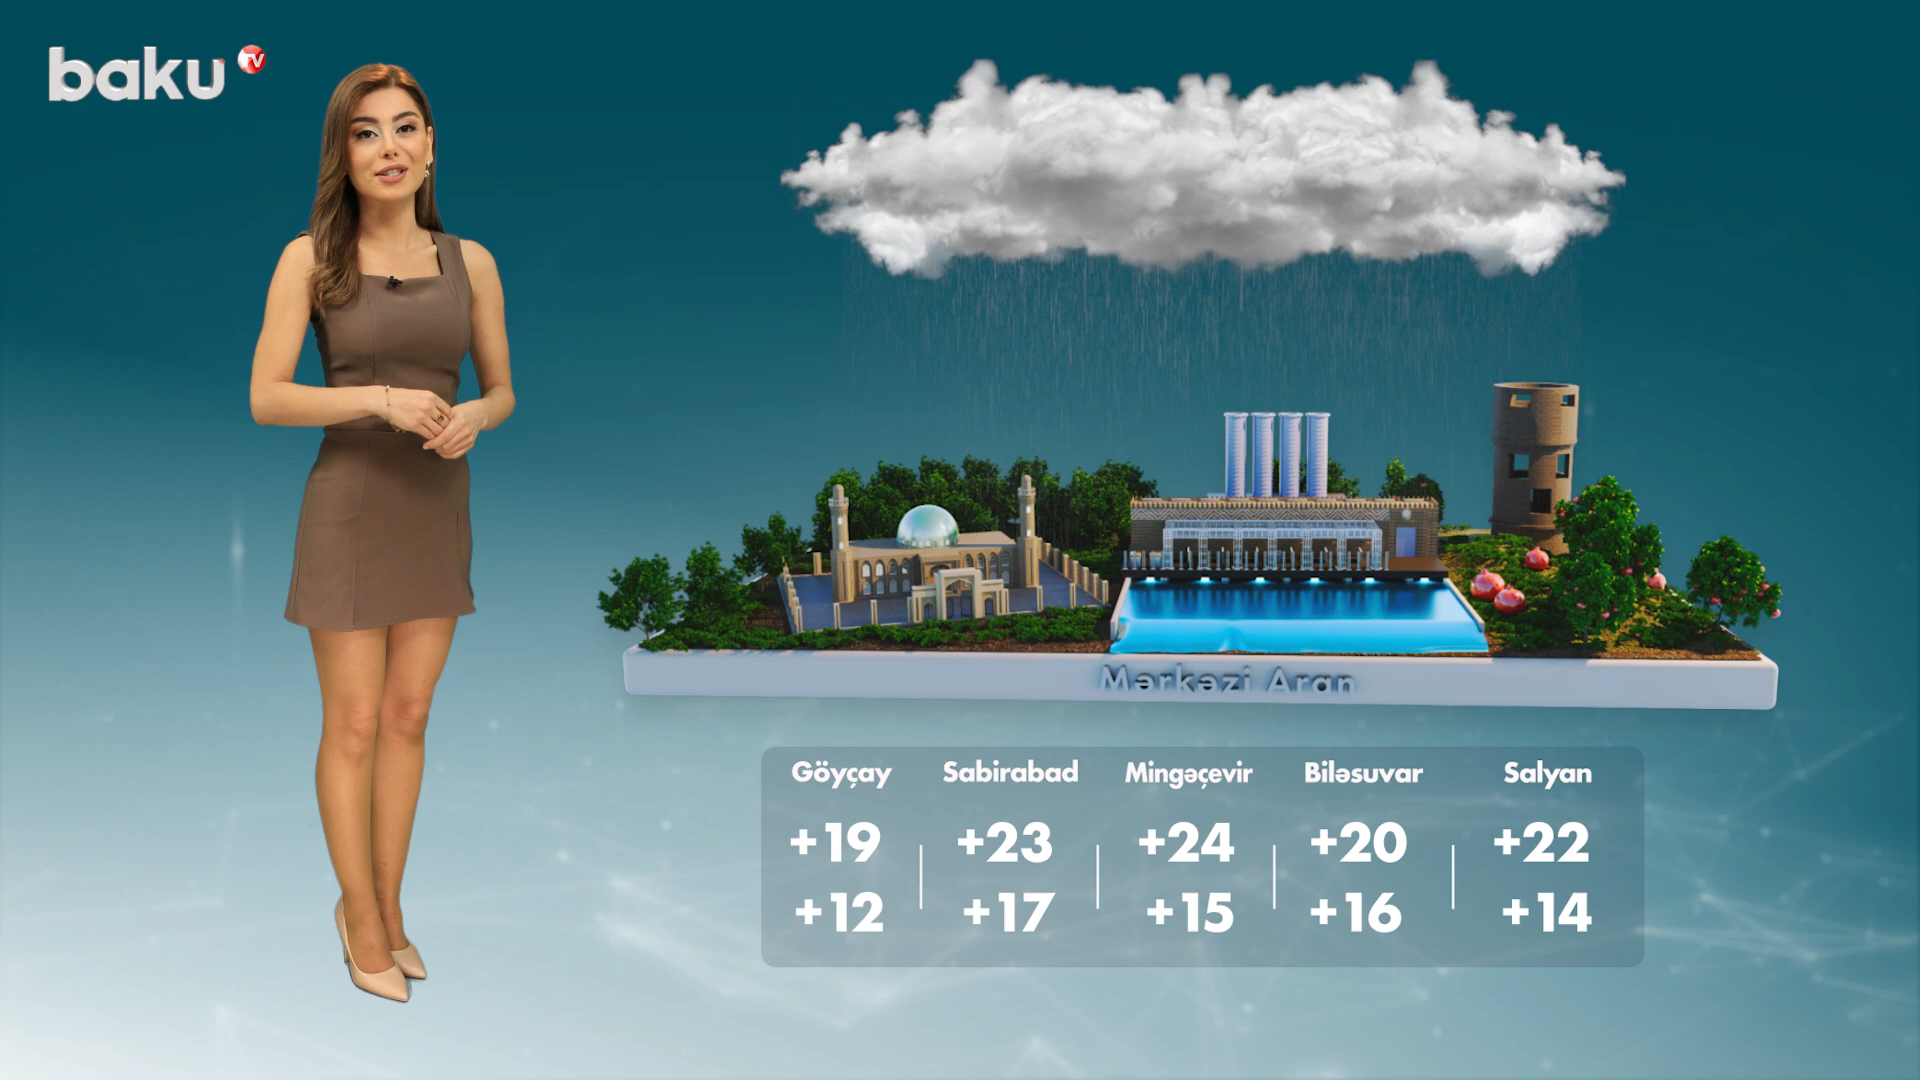 baku TV
Mərkəzi Aran
Göyçay Sabirabad Mingəçevir Biləsuvar Salyan
+19 +23 +24 +20 +22
+12 +17 +15 +16 +14